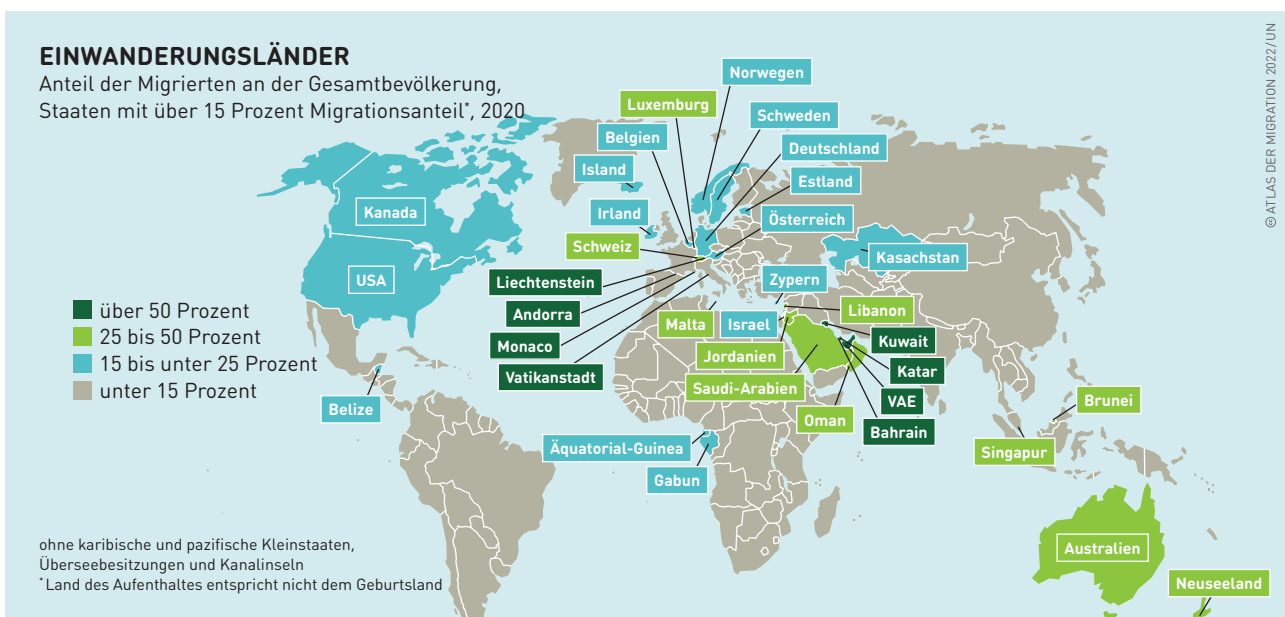 EINWANDERUNGSLÄNDER
Anteil der Migrierten an der Gesamtbevölkerung,
Staaten mit über 15 Prozent Migrationsanteil*, 2020
© ATLAS DER MIGRATION 2022/UN
Norwegen
Luxemburg
Schweden
Belgien
Deutschland
Island
Estland
Irland
Österreich
Kanada
Schweiz
Kasachstan
USA
Liechtenstein
Zypern
über 50 Prozent
Andorra
Libanon
25 bis 50 Prozent
Malta
Israel
Kuwait
Monaco
Jordanien
15 bis unter 25 Prozent
Katar
Vatikanstadt
Saudi-Arabien
unter 15 Prozent
VAE
Brunei
Belize
Oman
Bahrain
Äquatorial-Guinea
Singapur
Gabun
Australien
ohne karibische und pazifische Kleinstaaten,
Überseebesitzungen und Kanalinseln
*Land des Aufenthaltes entspricht nicht dem Geburtsland
Neuseeland